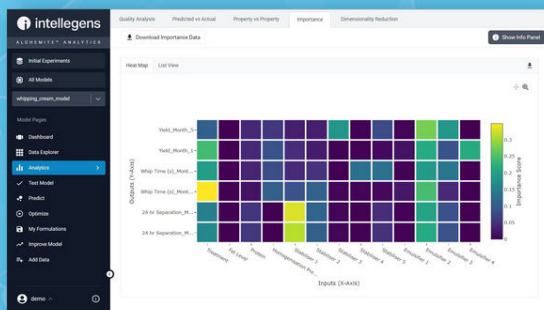 intellegens
ALCHEMITE™ ANALYTICS
Initial Experiments
All Models
whipping_cream_model
Model Pages
Dashboard
Data Explorer
Analytics
Test Model
Predict
Optimize
My Formulations
Improve Model
Add Data
demo
Quality Analysis Predicted vs Actual Property vs Property Importance Dimensionality Reduction
Download Importance Data
Show Info Panel
Heat Map List View
Outputs (Y-Axis)
Yield_Month_3
Yield_Month_1
Whip Time (s)_Mont...
Whip Time (s)_Mont...
24 hr Separation_M...
24 hr Separation_M...
Treatment
Fat Level
Protein
Homogenisation Pre...
Stabiliser 1
Stabiliser 2
Stabiliser 3
Stabiliser 4
Stabiliser 5
Emulsifier 1
Emulsifier 2
Emulsifier 3
Emulsifier 4
Inputs (X-Axis)
0.3
0.25
0.2
0.15
0.1
0.05
0
Importance Score